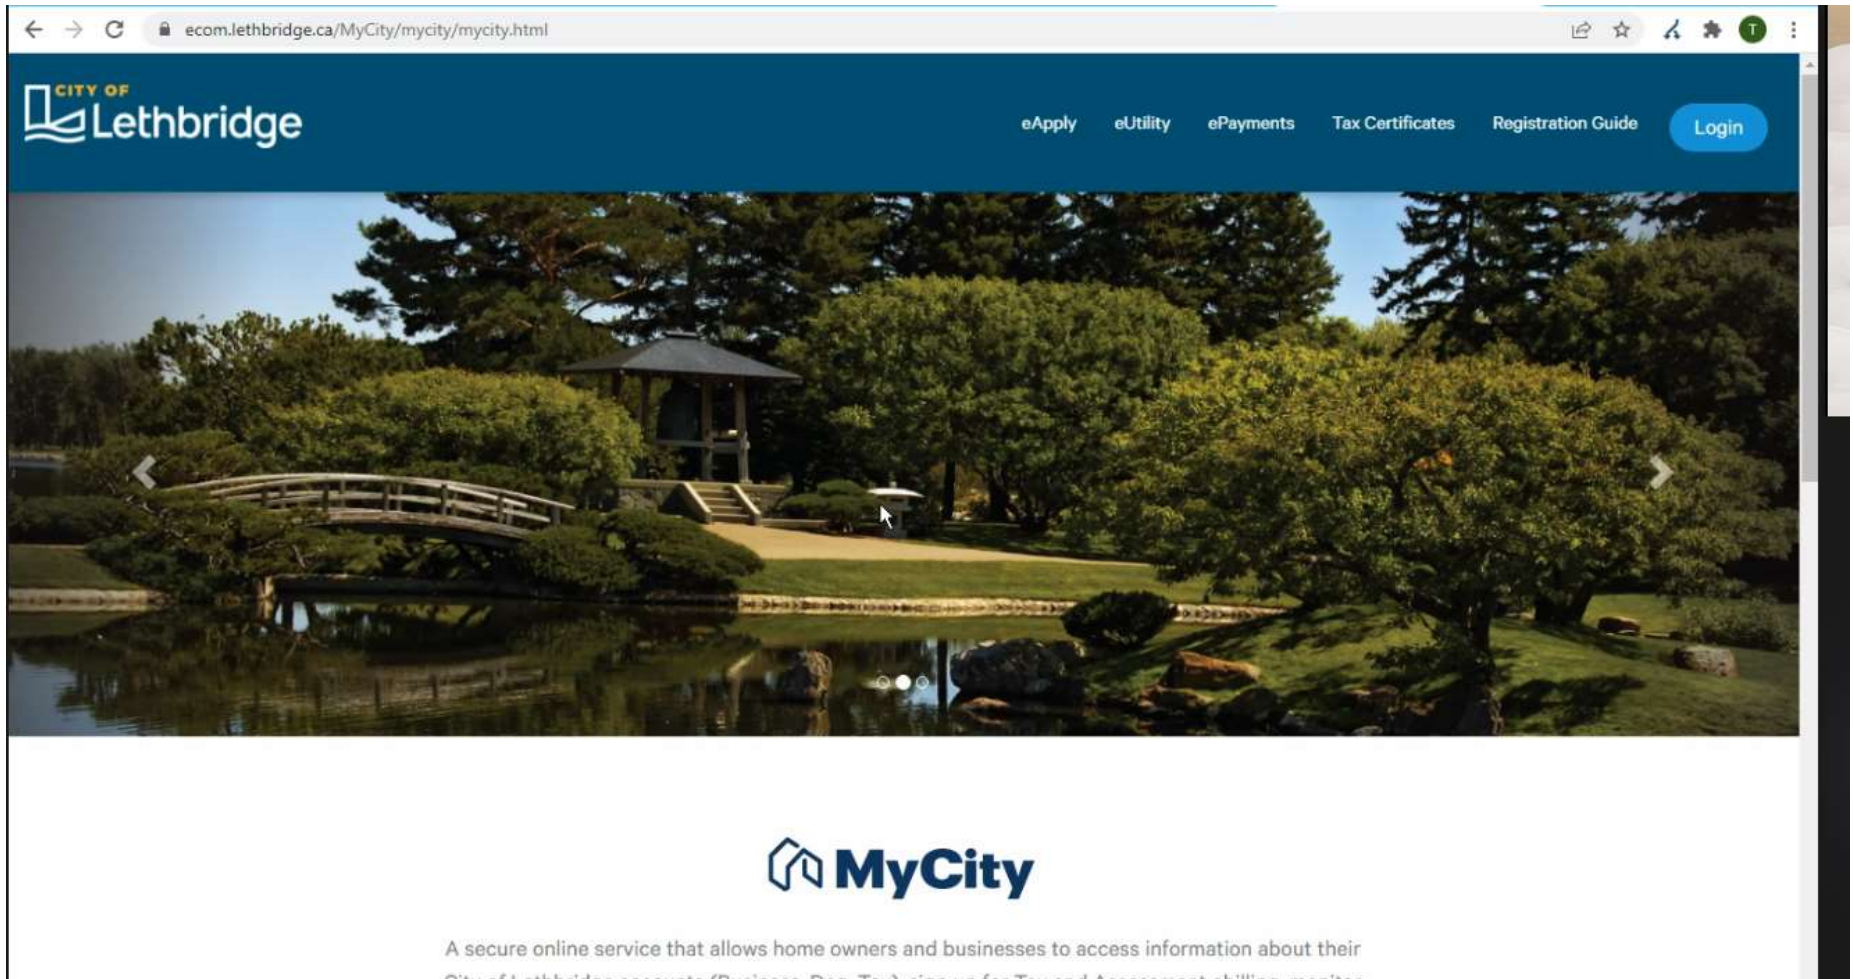 ecom.lethbridge.ca/MyCity/mycity/mycity.html
T
CITY OF
Lethbridge
eApply eUtility ePayments Tax Certificates Registration Guide Login
MyCity
A secure online service that allows home owners and businesses to access information about their